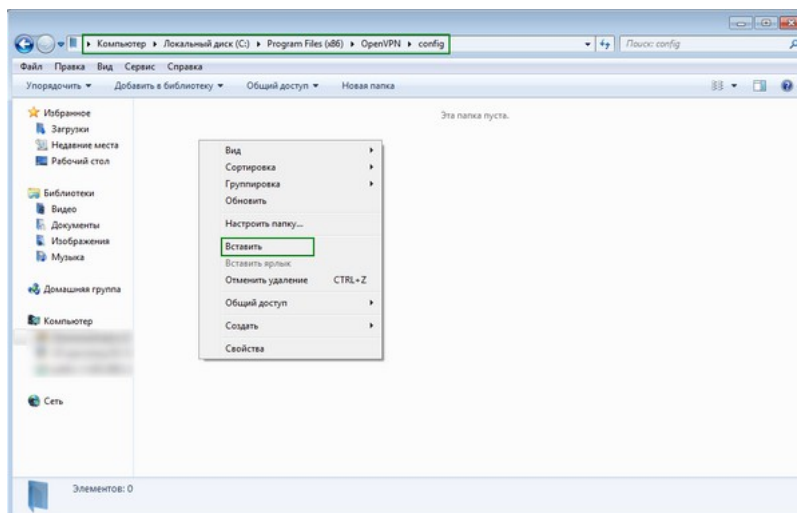 Компьютер ▸ Локальный диск (C:) ▸ Program Files (x86) ▸ OpenVPN ▸ config
Поиск: config
Файл Правка Вид Сервис Справка
Упорядочить Добавить в библиотеку Общий доступ Новая папка
Избранное
Загрузки
Недавние места
Рабочий стол
Библиотеки
Видео
Документы
Изображения
Музыка
Домашняя группа
Компьютер
Сеть
Эта папка пуста.
Вид
Сортировка
Группировка
Обновить
Настроить папку...
Вставить
Вставить ярлык
Отменить удаление CTRL+Z
Общий доступ
Создать
Свойства
Элементов: 0